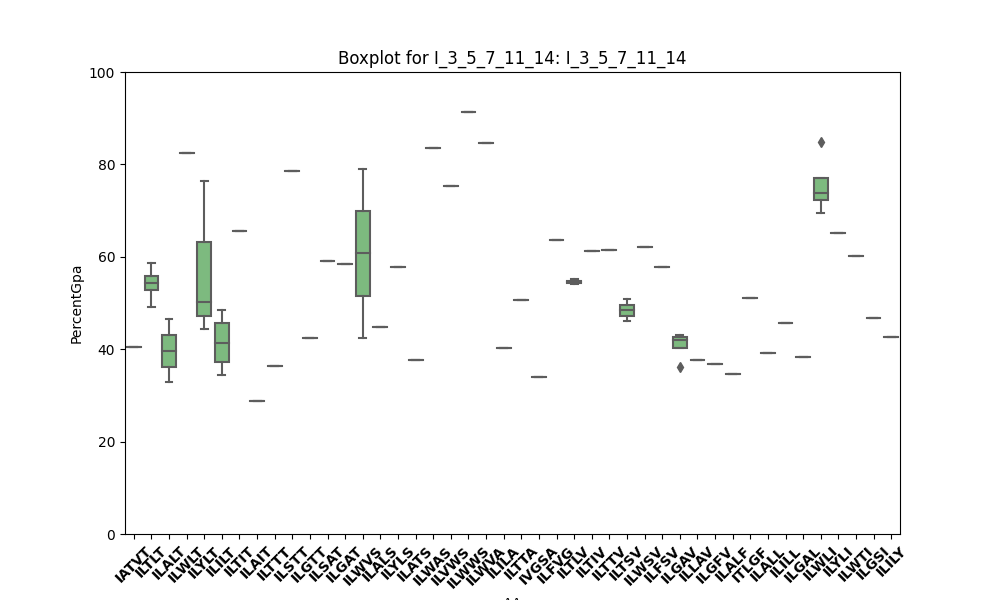 Boxplot for I_3_5_7_11_14: I_3_5_7_11_14
PercentGpa
100
80
60
40
20
0
IATVT
ILTLT
ILALT
ILWLT
ILYLT
ILILT
ILTIT
ILAIT
ILTTT
ILSTT
ILGTT
ILSAT
ILGAT
ILWVS
ILALS
ILYLS
ILATS
ILWAS
ILVWS
ILWWS
ILWVA
ILILA
ILTTA
IVGSA
ILFVG
ILTLV
ILTIV
ILTTV
ILTSV
ILWSV
ILFSV
ILGAV
ILLAV
ILGFV
ILALF
ITLGF
ILALL
ILILL
ILGAL
ILWLI
ILYLI
ILWTI
ILGSI
ILILY